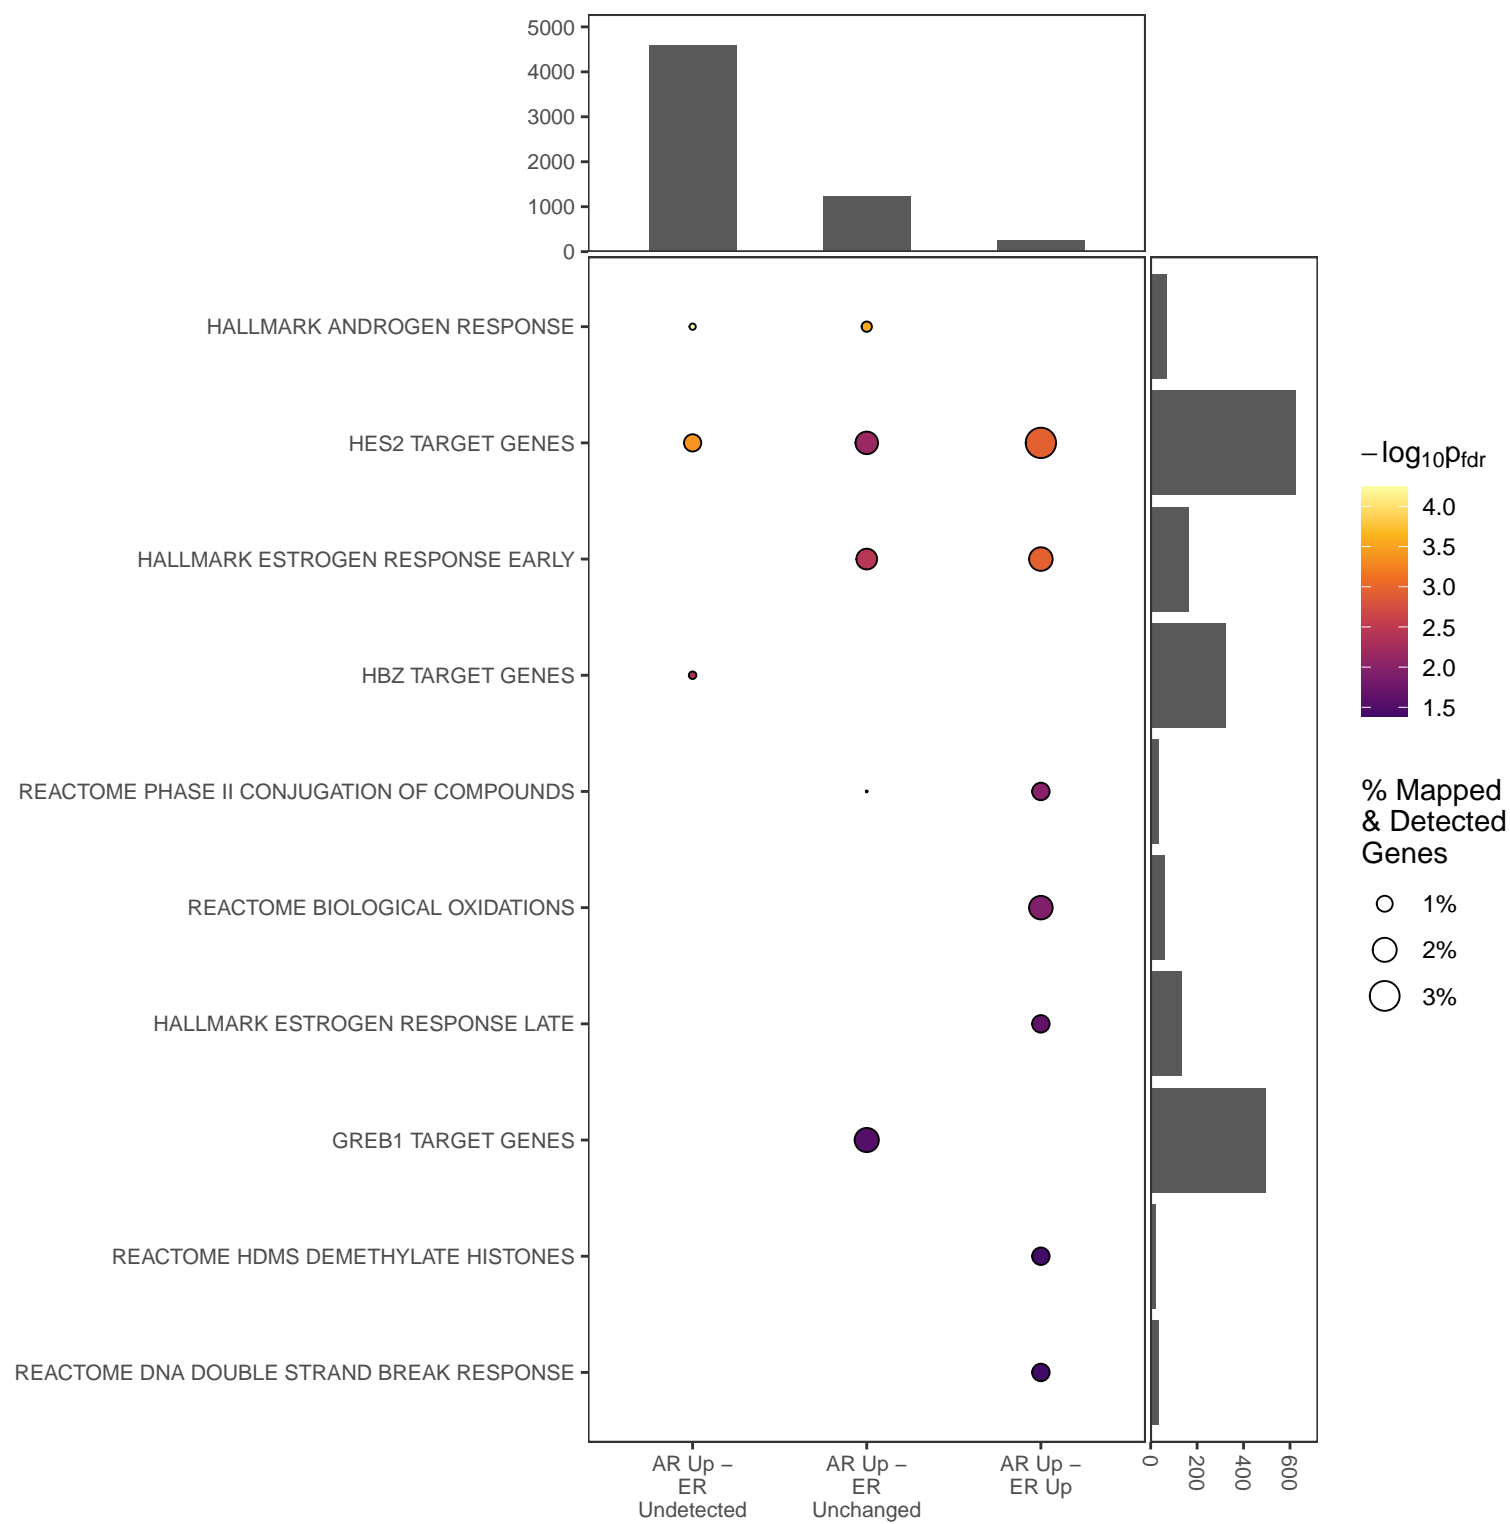 5000
4000
3000
2000
1000
0
HALLMARK ANDROGEN RESPONSE
HES2 TARGET GENES
HALLMARK ESTROGEN RESPONSE EARLY
HBZ TARGET GENES
REACTOME PHASE II CONJUGATION OF COMPOUNDS
REACTOME BIOLOGICAL OXIDATIONS
HALLMARK ESTROGEN RESPONSE LATE
GREB1 TARGET GENES
REACTOME HDMS DEMETHYLATE HISTONES
REACTOME DNA DOUBLE STRAND BREAK RESPONSE
AR Up –
ER
Undetected
AR Up –
ER
Unchanged
AR Up –
ER Up
0
200
400
600
−log10pfdr
4.0
3.5
3.0
2.5
2.0
1.5
% Mapped
& Detected
Genes
1%
2%
3%